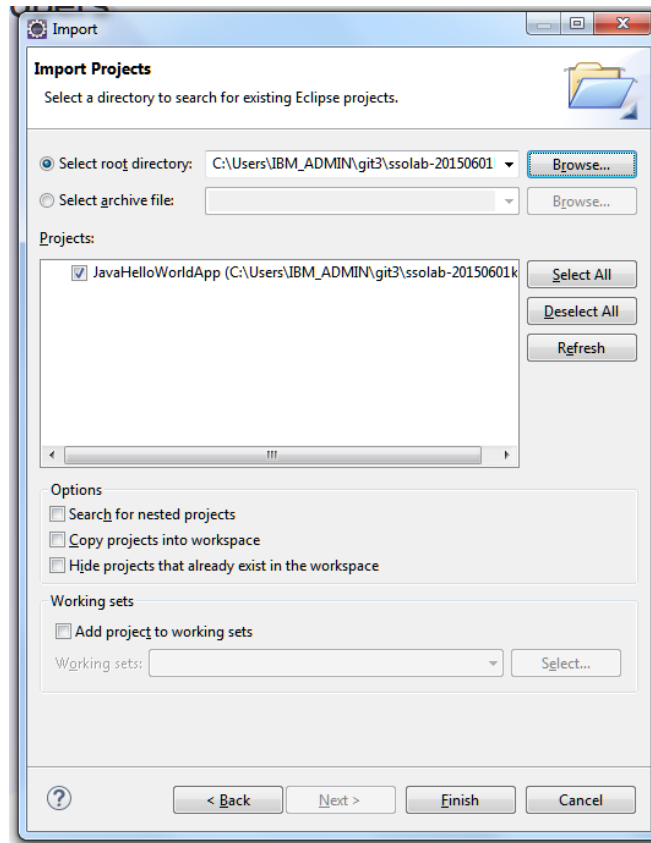 Import
Import Projects
Select a directory to search for existing Eclipse projects.
Select root directory: C:\Users\IBM_ADMIN\git3\ssolab-20150601 Browse...
Select archive file: Browse...
Projects:
JavaHelloWorldApp (C:\Users\IBM_ADMIN\git3\ssolab-20150601k Select All
Deselect All
Refresh
Options
Search for nested projects
Copy projects into workspace
Hide projects that already exist in the workspace
Working sets
Add project to working sets
Working sets: Select...
? < Back Next > Finish Cancel